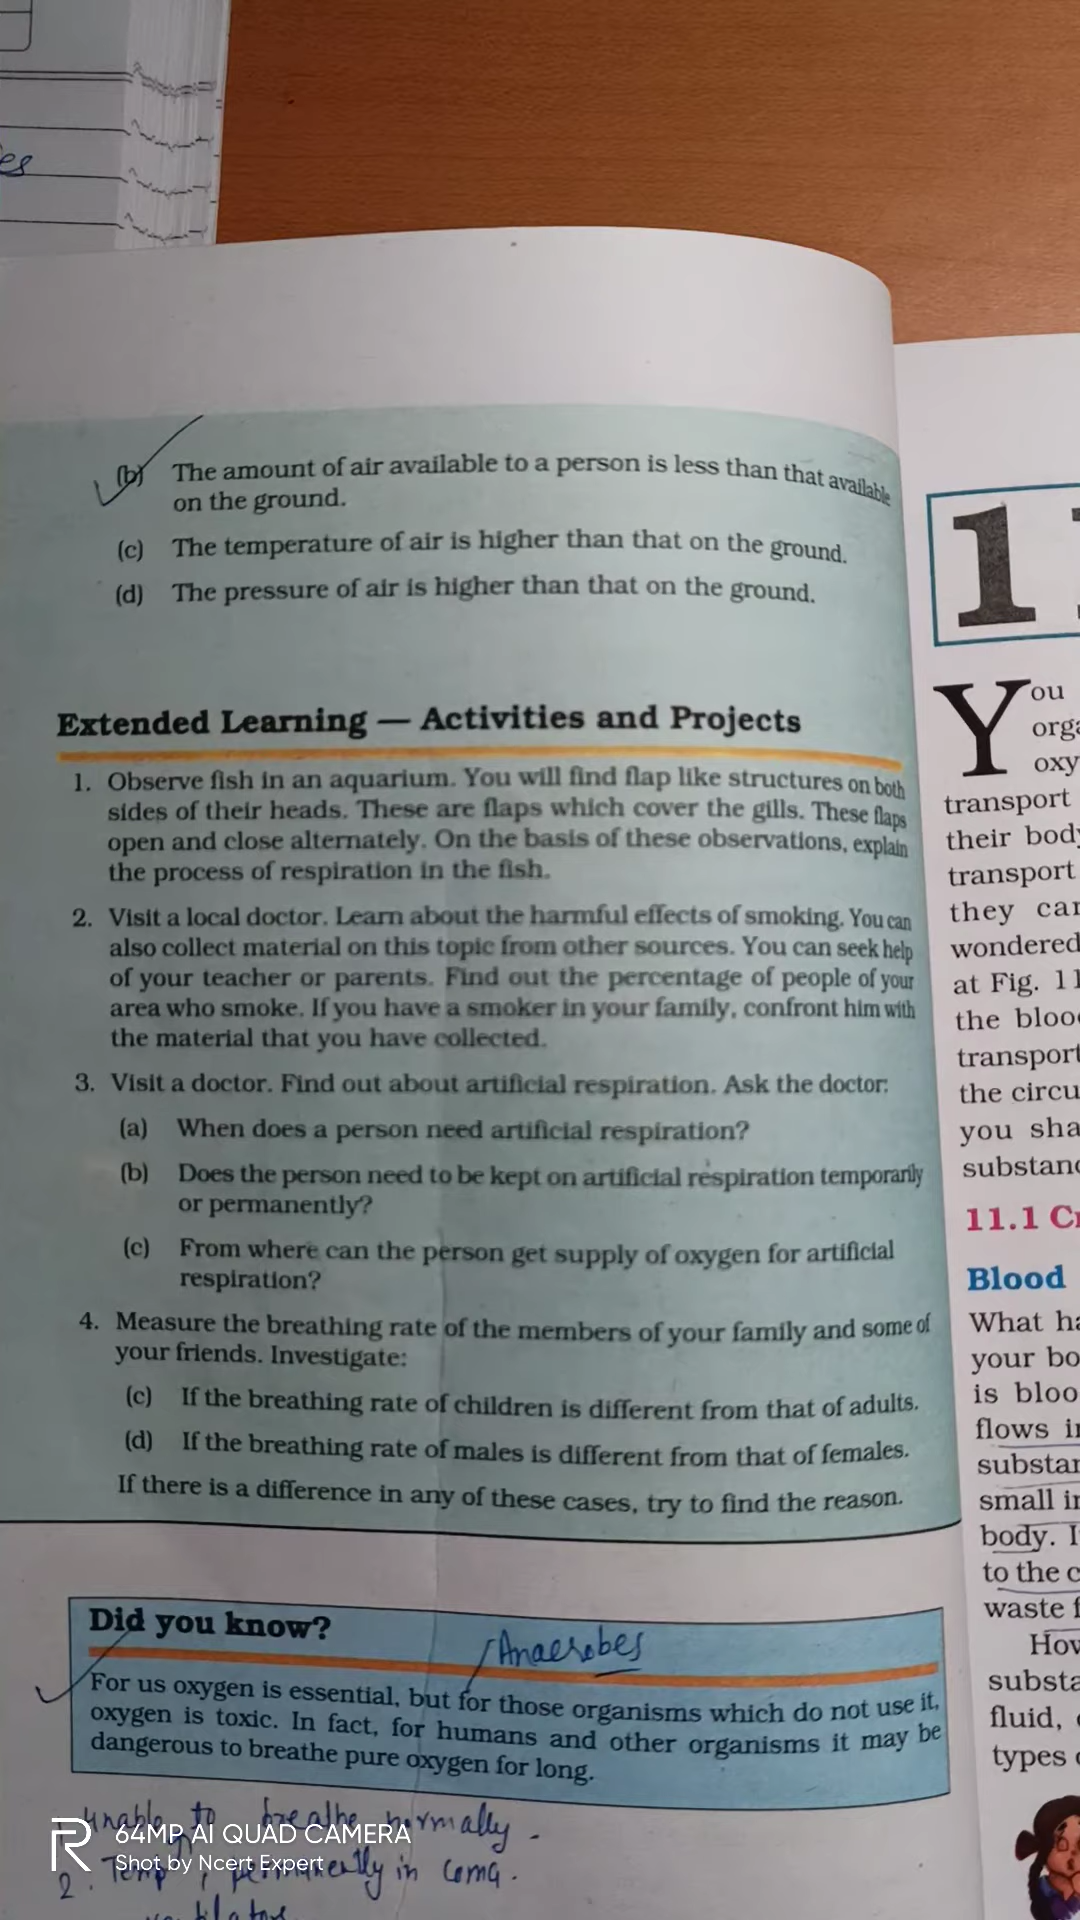 es
(b) The amount of air available to a person is less than that available
on the ground.
(c) The temperature of air is higher than that on the ground.
(d) The pressure of air is higher than that on the ground.
Extended Learning — Activities and Projects
1. Observe fish in an aquarium. You will find flap like structures on both
sides of their heads. These are flaps which cover the gills. These flaps
open and close alternately. On the basis of these observations, explain
the process of respiration in the fish.
2. Visit a local doctor. Learn about the harmful effects of smoking. You can
also collect material on this topic from other sources. You can seek help
of your teacher or parents. Find out the percentage of people of your
area who smoke. If you have a smoker in your family, confront him with
the material that you have collected.
3. Visit a doctor. Find out about artificial respiration. Ask the doctor:
(a) When does a person need artificial respiration?
(b) Does the person need to be kept on artificial respiration temporarily
or permanently?
(c) From where can the person get supply of oxygen for artificial
respiration?
4. Measure the breathing rate of the members of your family and some of
your friends. Investigate:
(c) If the breathing rate of children is different from that of adults.
(d) If the breathing rate of males is different from that of females.
If there is a difference in any of these cases, try to find the reason.
Did you know?
Anaerobes
For us oxygen is essential, but for those organisms which do not use it,
oxygen is toxic. In fact, for humans and other organisms it may be
dangerous to breathe pure oxygen for long.
unable to breathe normally.
2. Temp, permanently in coma.
ventilator
R 64MP AI QUAD CAMERA
Shot by Ncert Expert
1
You
orga
oxy
transport
their body
transport
they car
wondered
at Fig. 11
the bloo
transport
the circu
you sha
substanc
11.1 Ci
Blood
What ha
your bo
is bloo
flows in
substan
small in
body. I
to the c
waste f
How
substa
fluid,
types